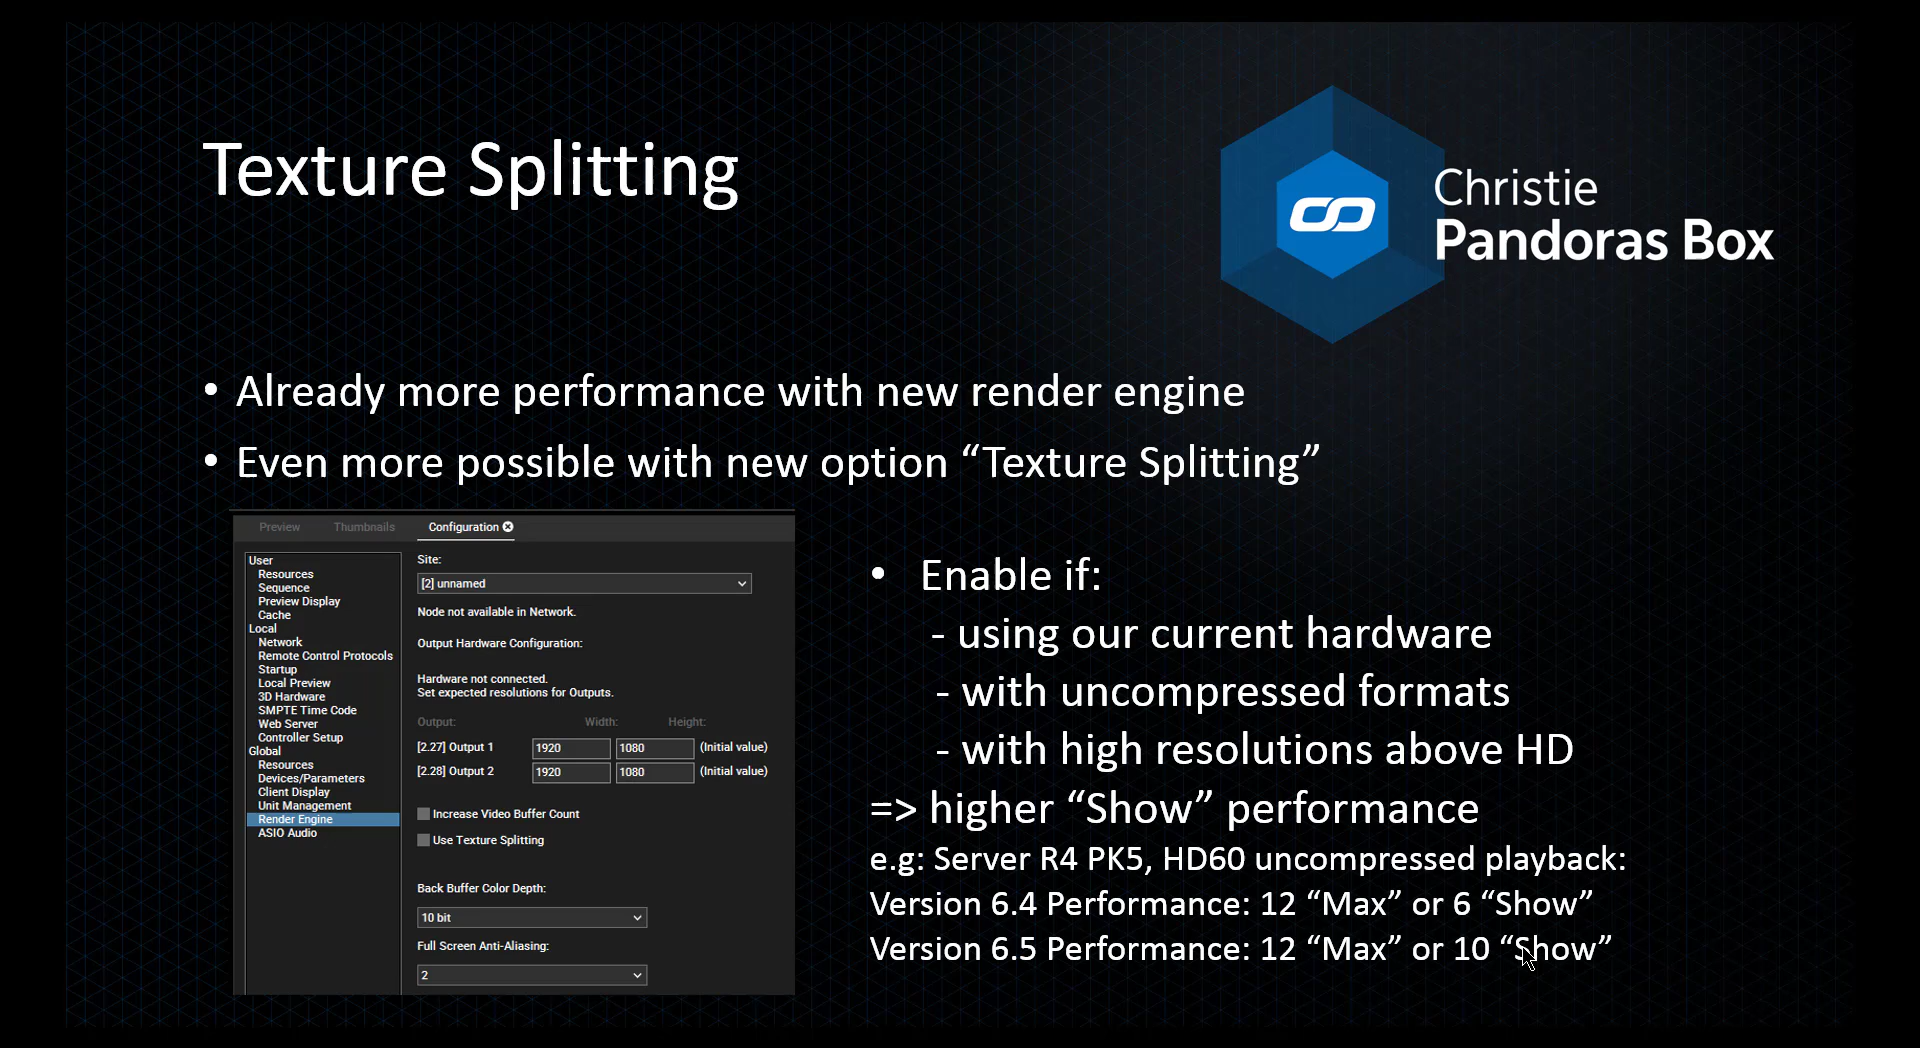 Texture Splitting
Christie
Pandoras Box
• Already more performance with new render engine
• Even more possible with new option “Texture Splitting”
Preview Thumbnails Configuration
User
Resources
Sequence
Preview Display
Cache
Local
Network
Remote Control Protocols
Startup
Local Preview
3D Hardware
SMPTE Time Code
Web Server
Controller Setup
Global
Resources
Devices/Parameters
Client Display
Unit Management
Render Engine
ASIO Audio
Site:
[2] unnamed
Node not available in Network.
Output Hardware Configuration:
Hardware not connected.
Set expected resolutions for Outputs.
Output: Width: Height:
[2.27] Output 1 1920 1080 (Initial value)
[2.28] Output 2 1920 1080 (Initial value)
Increase Video Buffer Count
Use Texture Splitting
Back Buffer Color Depth:
10 bit
Full Screen Anti-Aliasing:
2
• Enable if:
- using our current hardware
- with uncompressed formats
- with high resolutions above HD
=> higher “Show” performance
e.g: Server R4 PK5, HD60 uncompressed playback:
Version 6.4 Performance: 12 “Max” or 6 “Show”
Version 6.5 Performance: 12 “Max” or 10 “Show”